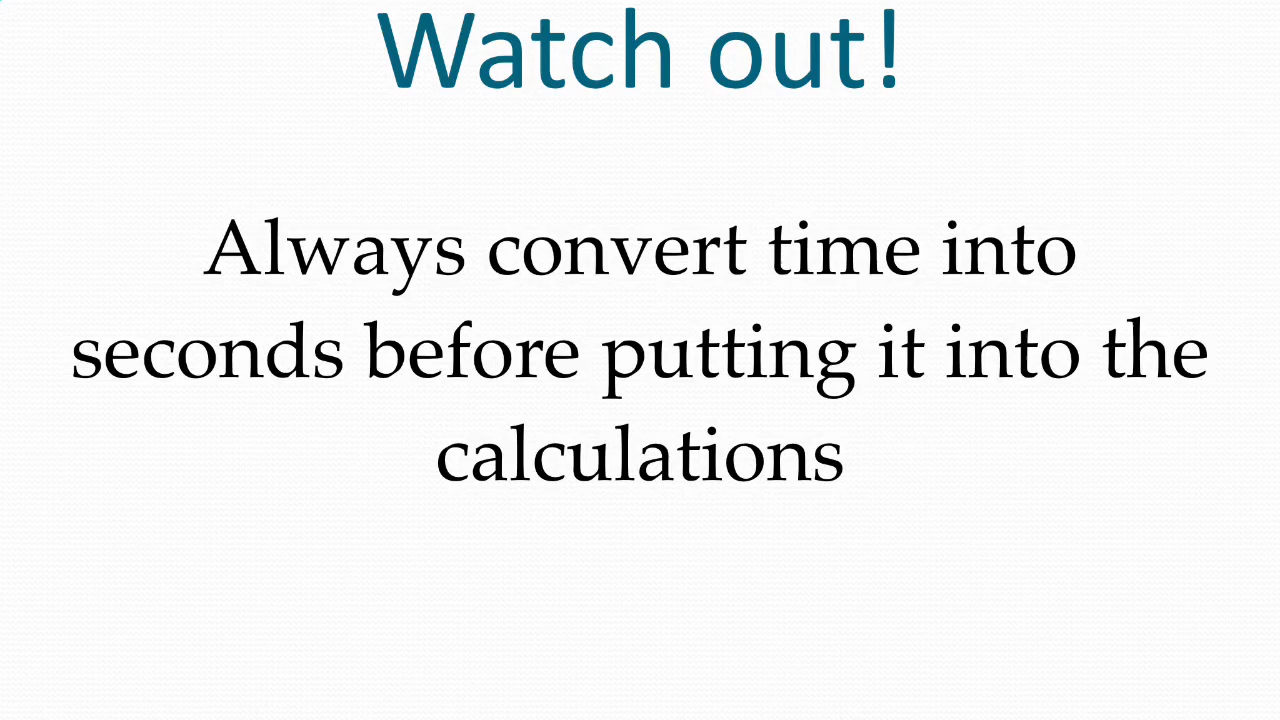 Watch out!
Always convert time into
seconds before putting it into the
calculations